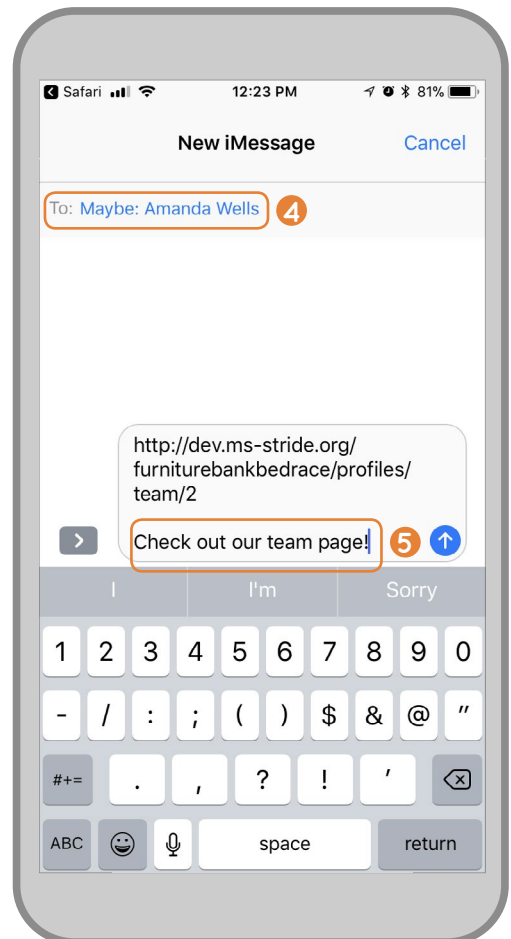 Safari 12:23 PM 81%
New iMessage Cancel
To: Maybe: Amanda Wells 4
http://dev.ms-stride.org/
furniturebankbedrace/profiles/
team/2
Check out our team page! 5
I I'm Sorry
1 2 3 4 5 6 7 8 9 0
- / : ; ( ) $ & @ "
#+= . , ? ! '
ABC space return